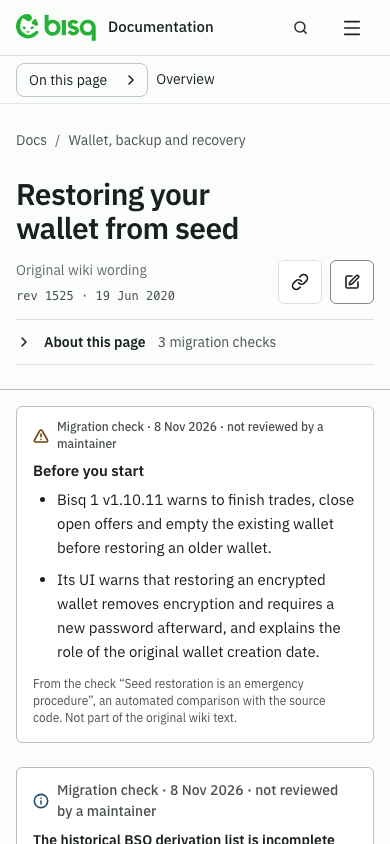 bisq Documentation
On this page Overview
Docs / Wallet, backup and recovery
Restoring your
wallet from seed
Original wiki wording
rev 1525 · 19 Jun 2020
About this page 3 migration checks
Migration check · 8 Nov 2026 · not reviewed by a
maintainer
Before you start
• Bisq 1 v1.10.11 warns to finish trades, close
open offers and empty the existing wallet
before restoring an older wallet.
• Its UI warns that restoring an encrypted
wallet removes encryption and requires a
new password afterward, and explains the
role of the original wallet creation date.
From the check “Seed restoration is an emergency
procedure”, an automated comparison with the source
code. Not part of the original wiki text.
Migration check · 8 Nov 2026 · not reviewed
by a maintainer
The historical BSQ derivation list is incomplete